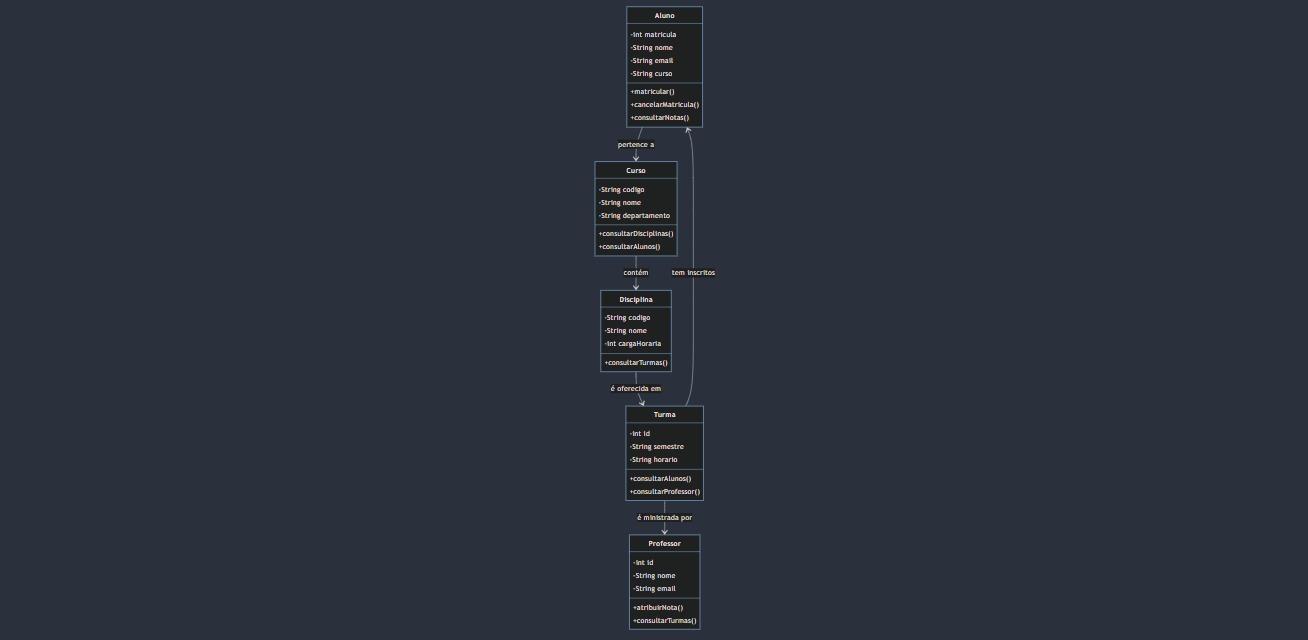 Aluno
-Int matricula
-String nome
-String email
-String curso
+matricular()
+cancelarMatricula()
+consultarNotas()
pertence a
Curso
-String codigo
-String nome
-String departamento
+consultarDisciplinas()
+consultarAlunos()
contém
tem inscritos
Disciplina
-String codigo
-String nome
-Int cargaHoraria
+consultarTurmas()
é oferecida em
Turma
-Int id
-String semestre
-String horario
+consultarAlunos()
+consultarProfessor()
é ministrada por
Professor
-Int id
-String nome
-String email
+atribuirNota()
+consultarTurmas()